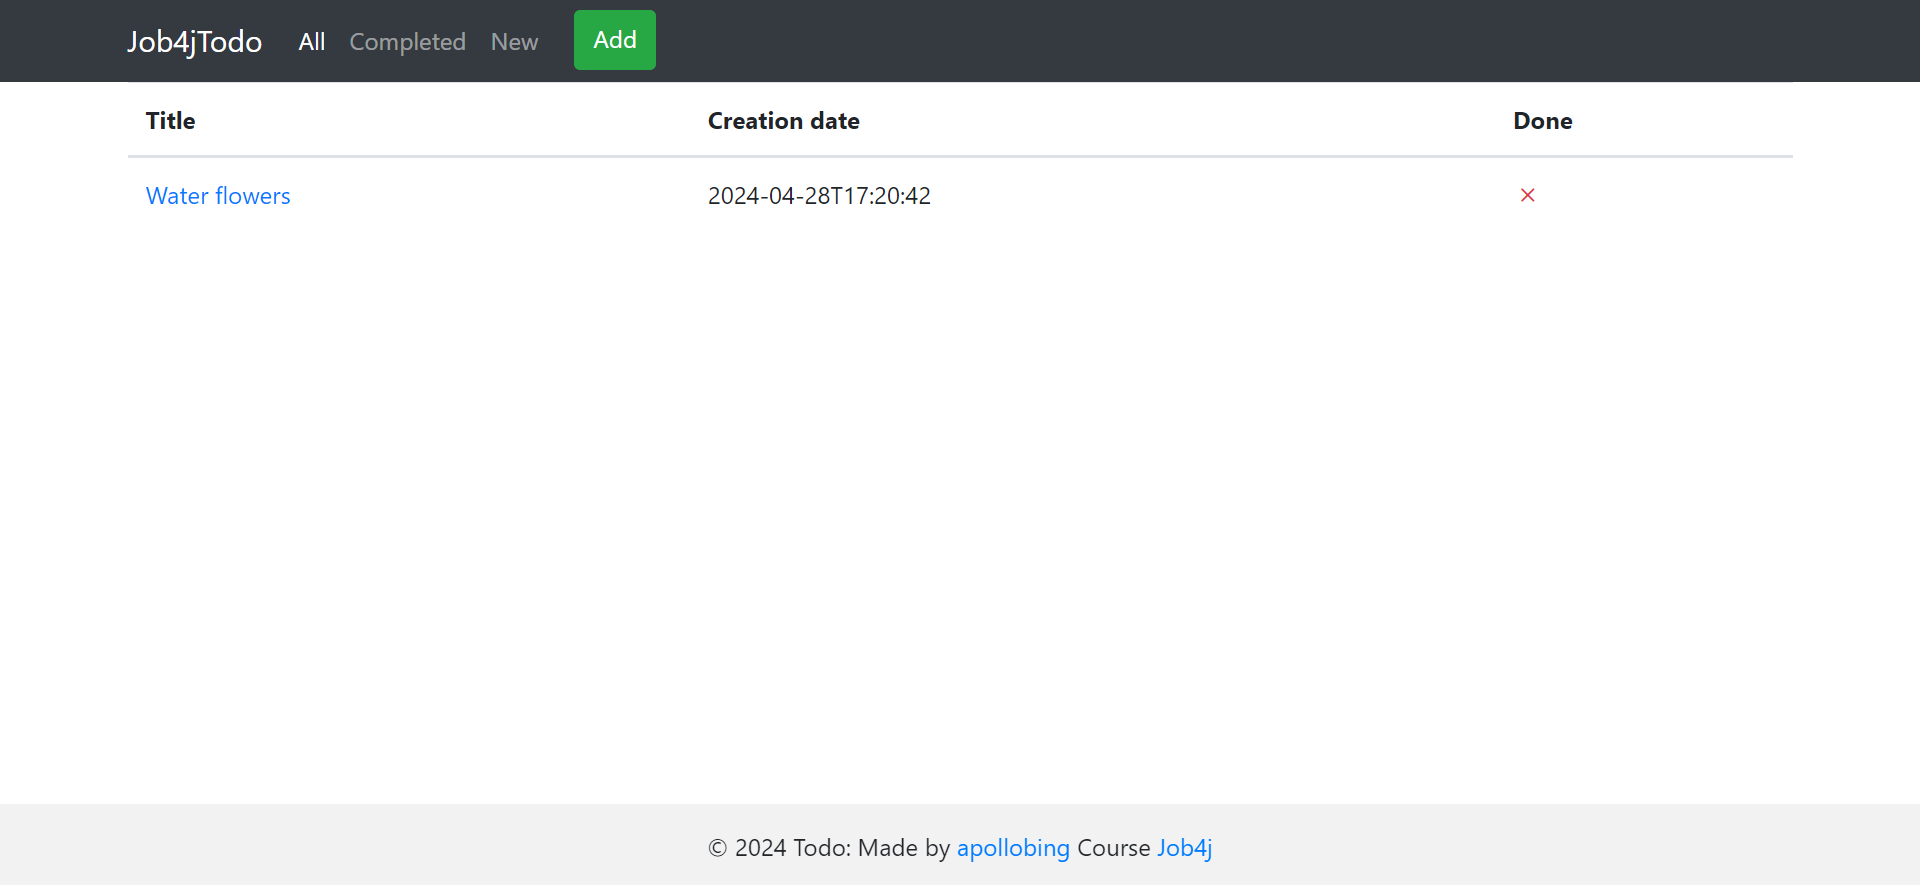 Job4jTodo All Completed New Add
Title Creation date Done
Water flowers 2024-04-28T17:20:42
© 2024 Todo: Made by apollobing Course Job4j